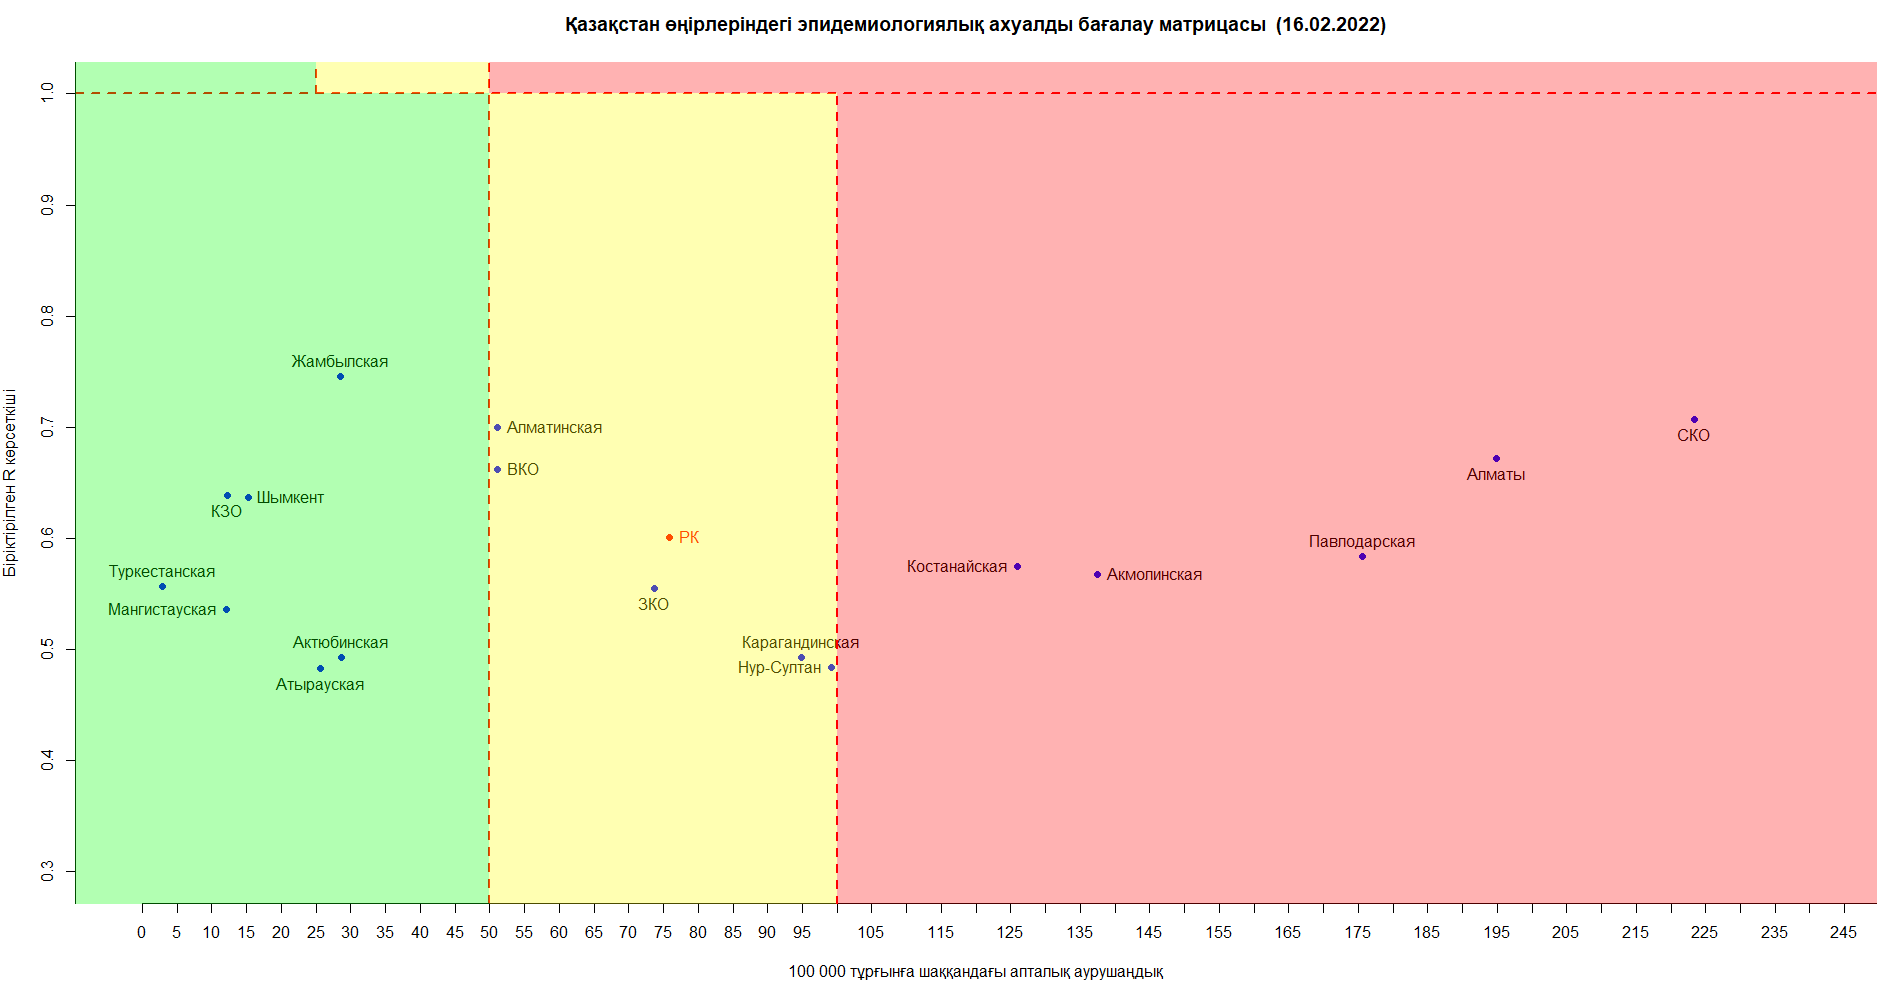 Қазақстан өңірлеріндегі эпидемиологиялық ахуалды бағалау матрицасы (16.02.2022)
1.0
0.9
0.8
0.7
0.6
0.5
0.4
0.3
Біріктірілген R көрсеткіші
Жамбылская
Алматинская
ВКО
СКО
Алматы
КЗО
Шымкент
РК
Павлодарская
Костанайская
Акмолинская
Туркестанская
Мангистауская
ЗКО
Актюбинская
Карагандинская
Нур-Султан
Атырауская
0 5 10 15 20 25 30 35 40 45 50 55 60 65 70 75 80 85 90 95 105 115 125 135 145 155 165 175 185 195 205 215 225 235 245
100 000 тұрғынға шаққандағы апталық аурушаңдық